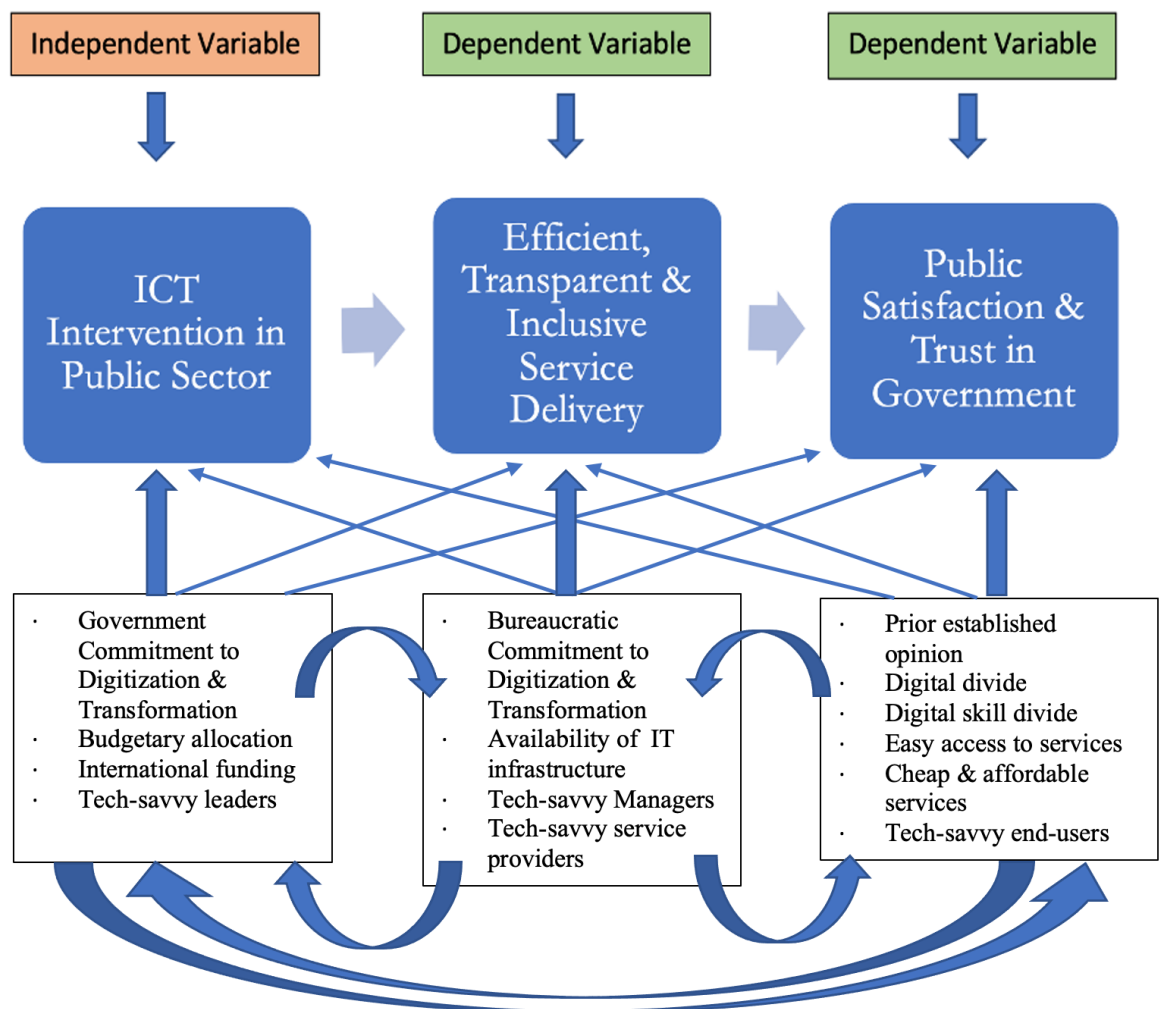 Independent Variable
Dependent Variable
Dependent Variable
ICT
Intervention in
Public Sector
Efficient,
Transparent &
Inclusive
Service
Delivery
Public
Satisfaction &
Trust in
Government
· Government
Commitment to
Digitization &
Transformation
· Budgetary allocation
· International funding
· Tech-savvy leaders
· Bureaucratic
Commitment to
Digitization &
Transformation
· Availability of IT
infrastructure
· Tech-savvy Managers
· Tech-savvy service
providers
· Prior established
opinion
· Digital divide
· Digital skill divide
· Easy access to services
· Cheap & affordable
services
· Tech-savvy end-users